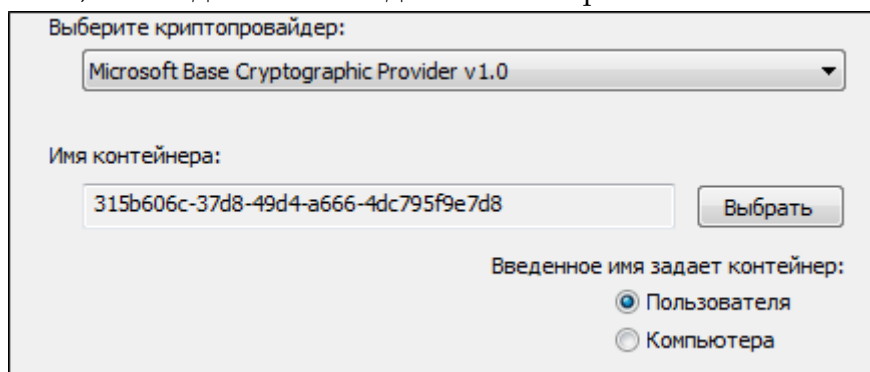 Выберите криптопровайдер:
Microsoft Base Cryptographic Provider v1.0
Имя контейнера:
315b606c-37d8-49d4-a666-4dc795f9e7d8
Выбрать
Введенное имя задает контейнер:
Пользователя
Компьютера